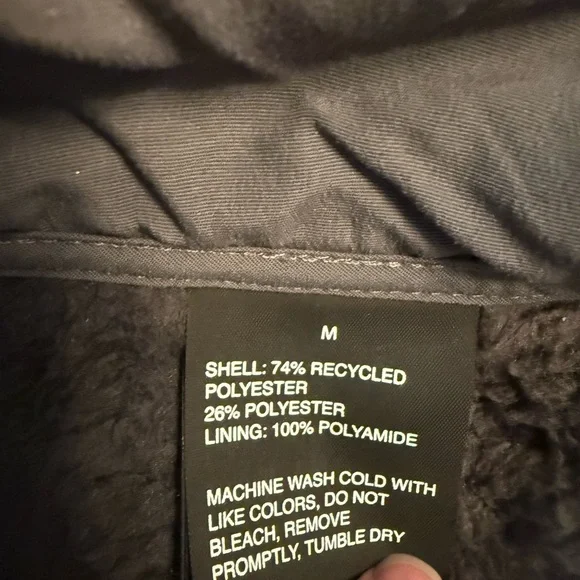 M
SHELL: 74% RECYCLED
POLYESTER
26% POLYESTER
LINING: 100% POLYAMIDE
MACHINE WASH COLD WITH
LIKE COLORS, DO NOT
BLEACH, REMOVE
PROMPTLY, TUMBLE DRY